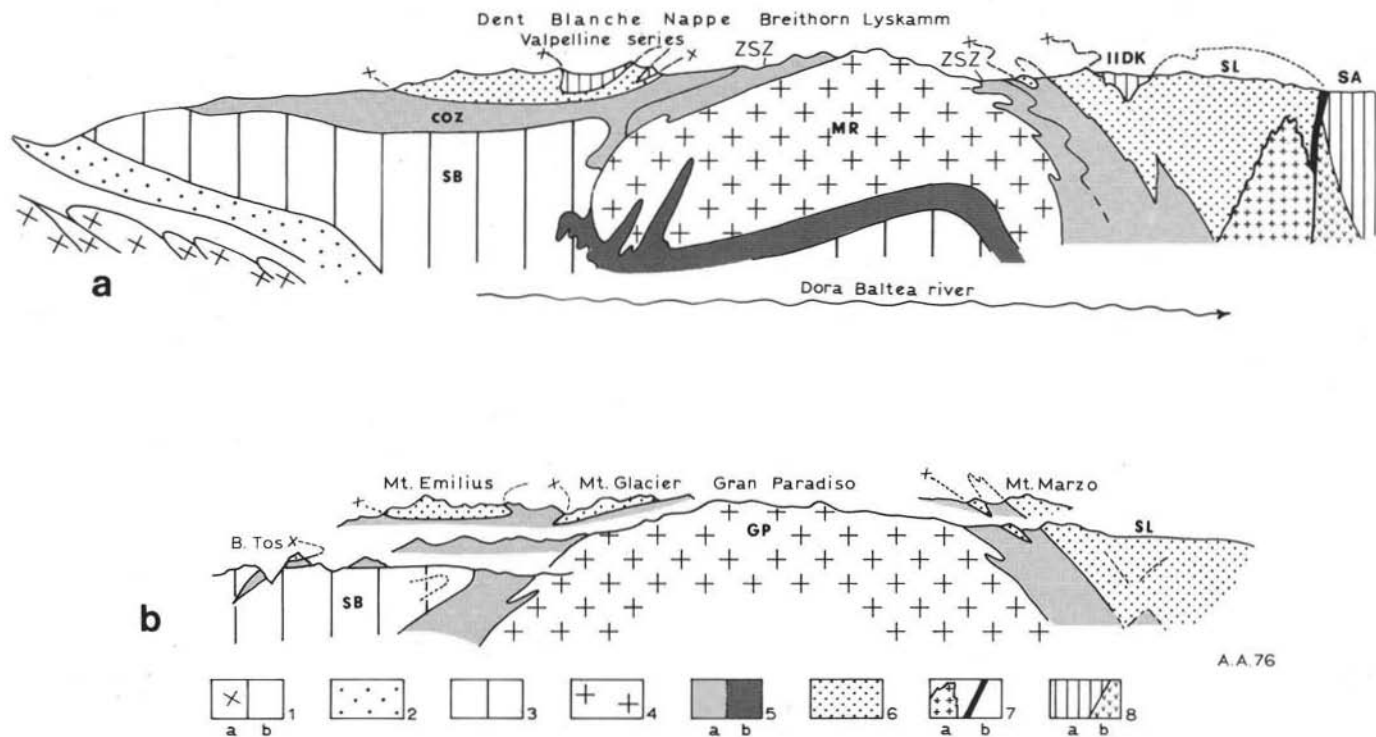 Dent Blanche Nappe Breithorn Lyskamm
Valpelline series
ZSZ
ZSZ
IIDK
SL
SA
COZ
MR
SB
a
Dora Baltea river
Mt. Emilius
Mt. Glacier
Gran Paradiso
Mt. Marzo
B. Tos
GP
SL
SB
b
A.A.76
1 2 3 4 5 6 7 8
a b a b a b a b